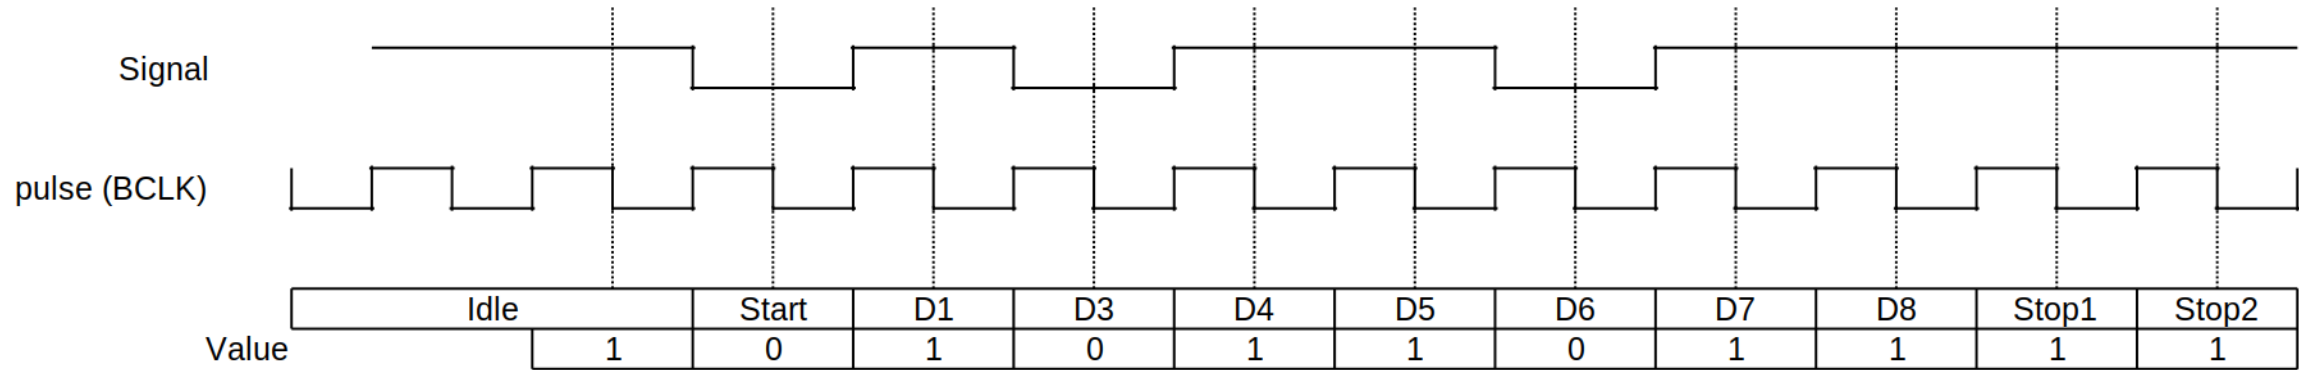 Signal
pulse (BCLK)
Idle Start D1 D3 D4 D5 D6 D7 D8 Stop1 Stop2
Value 1 0 1 0 1 1 0 1 1 1 1